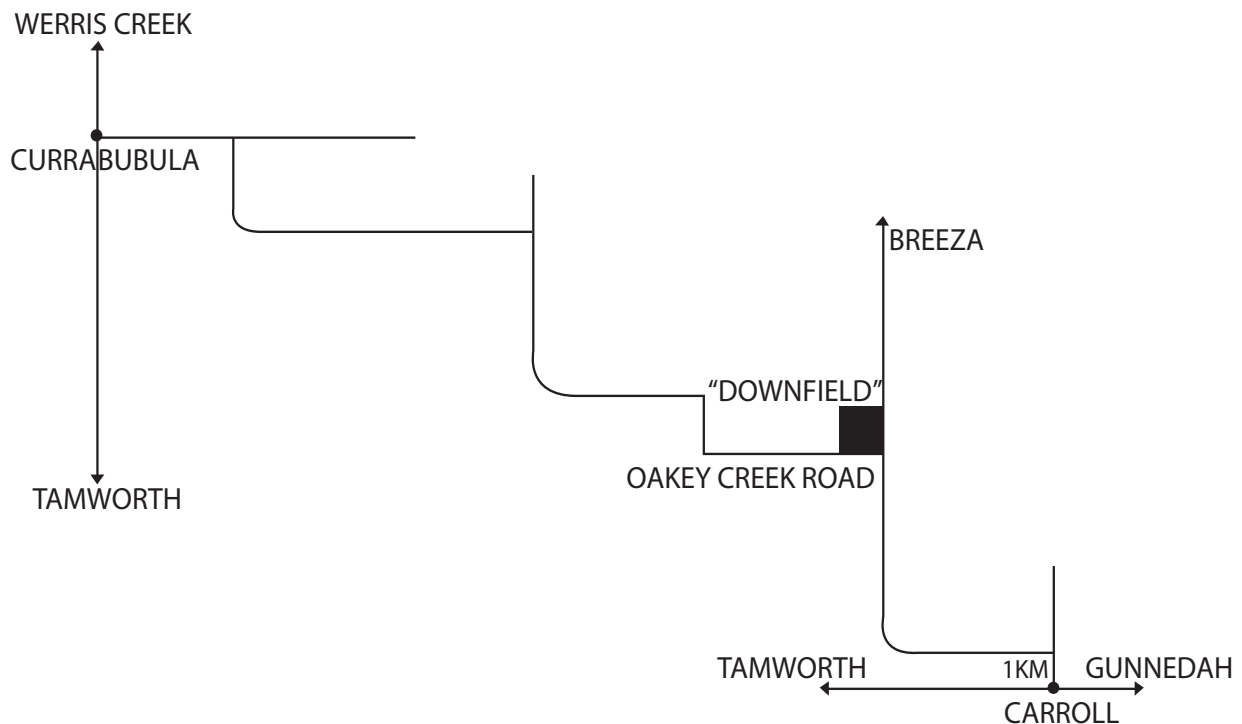 WERRIS CREEK
CURRABUBULA
BREEZA
“DOWNFIELD”
OAKEY CREEK ROAD
TAMWORTH
TAMWORTH
1KM
GUNNEDAH
CARROLL